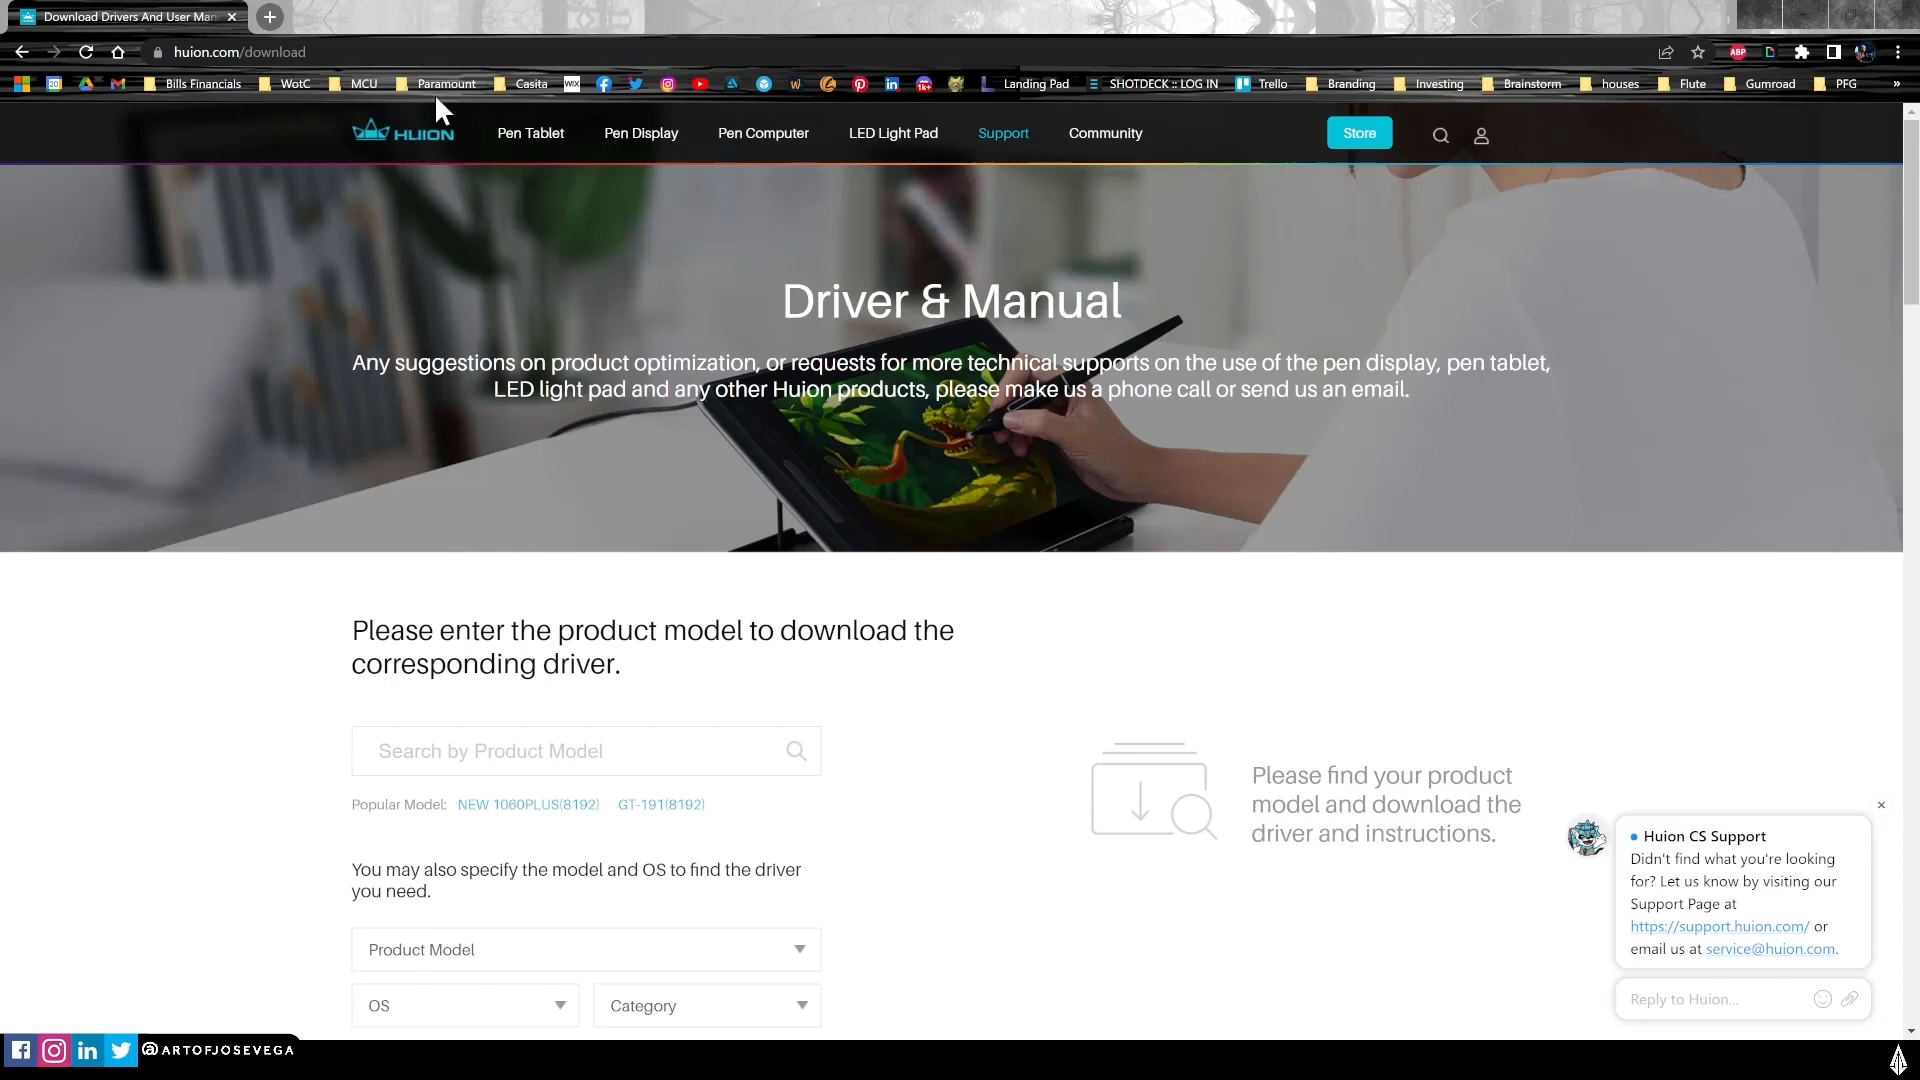 Download Drivers And User Man
huion.com/download
ABP
20
Bills Financials
WotC
MCU
Paramount
Casita
WIX
1K+
Landing Pad
SHOTDECK :: LOG IN
Trello
Branding
Investing
Brainstorm
houses
Flute
Gumroad
PFG
»
HUION
Pen Tablet
Pen Display
Pen Computer
LED Light Pad
Support
Community
Store
Driver & Manual
Any suggestions on product optimization, or requests for more technical supports on the use of the pen display, pen tablet,
LED light pad and any other Huion products, please make us a phone call or send us an email.
Please enter the product model to download the
corresponding driver.
Search by Product Model
Popular Model: NEW 1060PLUS(8192) GT-191(8192)
You may also specify the model and OS to find the driver
you need.
Product Model
OS
Category
Please find your product
model and download the
driver and instructions.
Huion CS Support
Didn't find what you're looking
for? Let us know by visiting our
Support Page at
https://support.huion.com/ or
email us at service@huion.com.
Reply to Huion...
@ARTOFJOSEVEGA